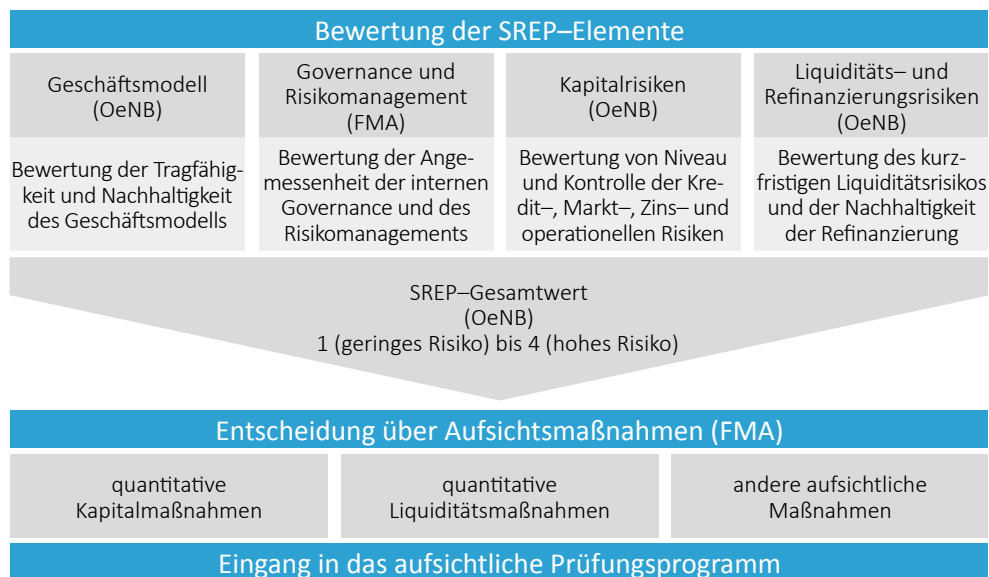 Bewertung der SREP–Elemente
Geschäftsmodell
(OeNB)
Bewertung der Tragfähig-
keit und Nachhaltigkeit
des Geschäftsmodells
Governance und
Risikomanagement
(FMA)
Bewertung der Ange-
messenheit der internen
Governance und des
Risikomanagements
Kapitalrisiken
(OeNB)
Bewertung von Niveau
und Kontrolle der Kre-
dit–, Markt–, Zins– und
operationellen Risiken
Liquiditäts– und
Refinanzierungsrisiken
(OeNB)
Bewertung des kurz-
fristigen Liquiditätsrisikos
und der Nachhaltigkeit
der Refinanzierung
SREP–Gesamtwert
(OeNB)
1 (geringes Risiko) bis 4 (hohes Risiko)
Entscheidung über Aufsichtsmaßnahmen (FMA)
quantitative
Kapitalmaßnahmen
quantitative
Liquiditätsmaßnahmen
andere aufsichtliche
Maßnahmen
Eingang in das aufsichtliche Prüfungsprogramm